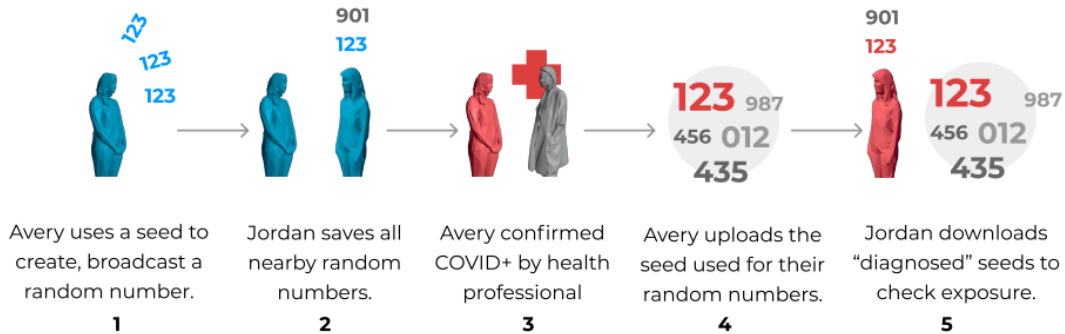 123
123
123
901
123
123
987
456
012
435
901
123
123
987
456
012
435
Avery uses a seed to
create, broadcast a
random number.
1
Jordan saves all
nearby random
numbers.
2
Avery confirmed
COVID+ by health
professional
3
Avery uploads the
seed used for their
random numbers.
4
Jordan downloads
“diagnosed” seeds to
check exposure.
5